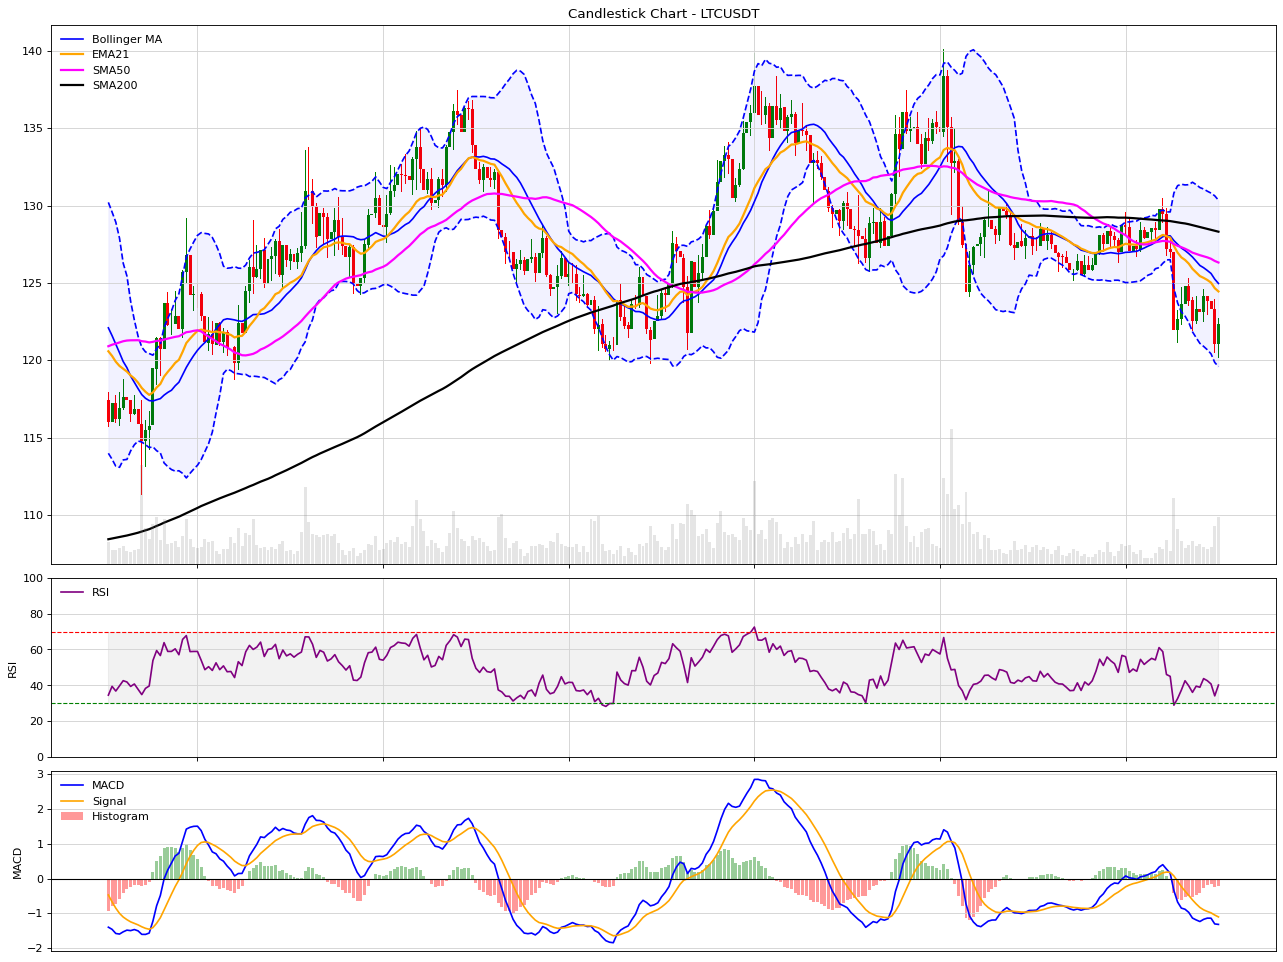 Candlestick Chart - LTCUSDT
Bollinger MA
EMA21
SMA50
SMA200
140
135
130
125
120
115
110
RSI
100
80
60
40
20
0
RSI
MACD
Signal
Histogram
3
2
1
0
−1
−2
MACD